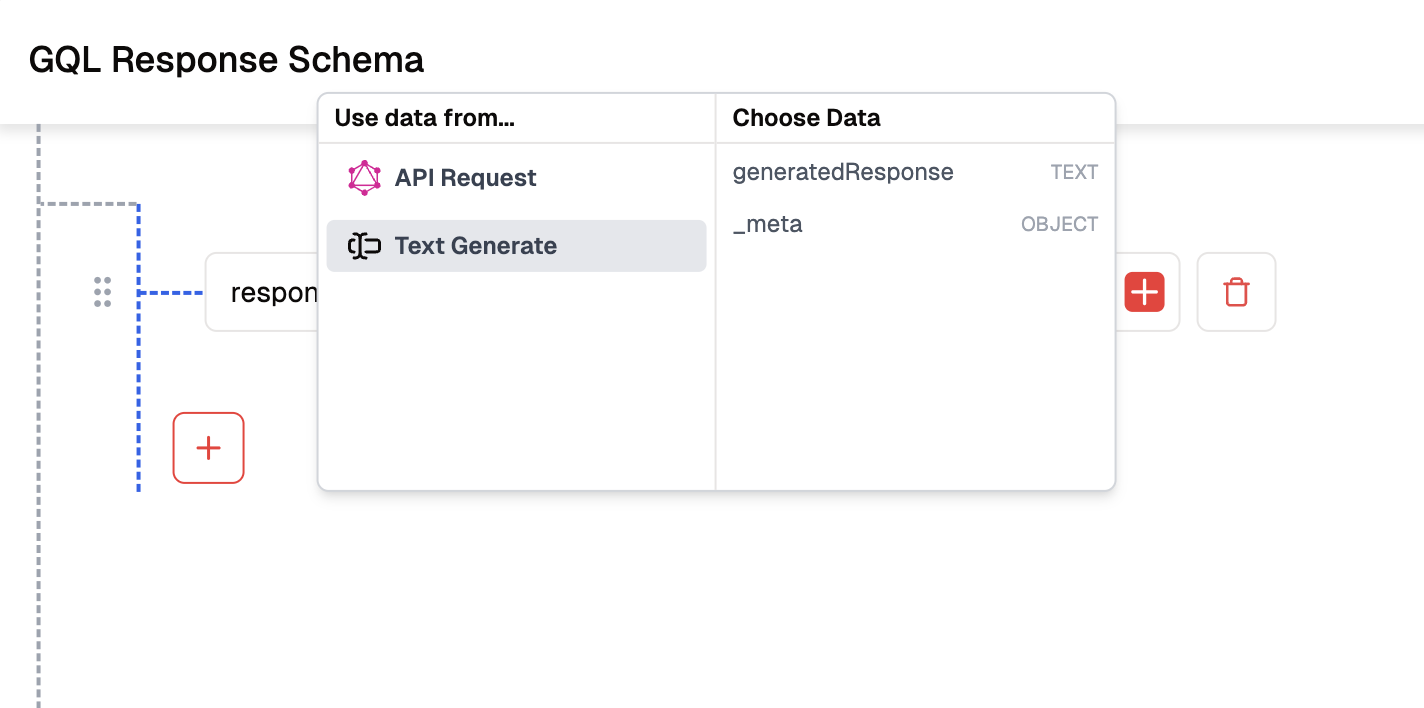 GQL Response Schema
Use data from...
Choose Data
API Request
generatedResponse TEXT
Text Generate
_meta OBJECT
respon